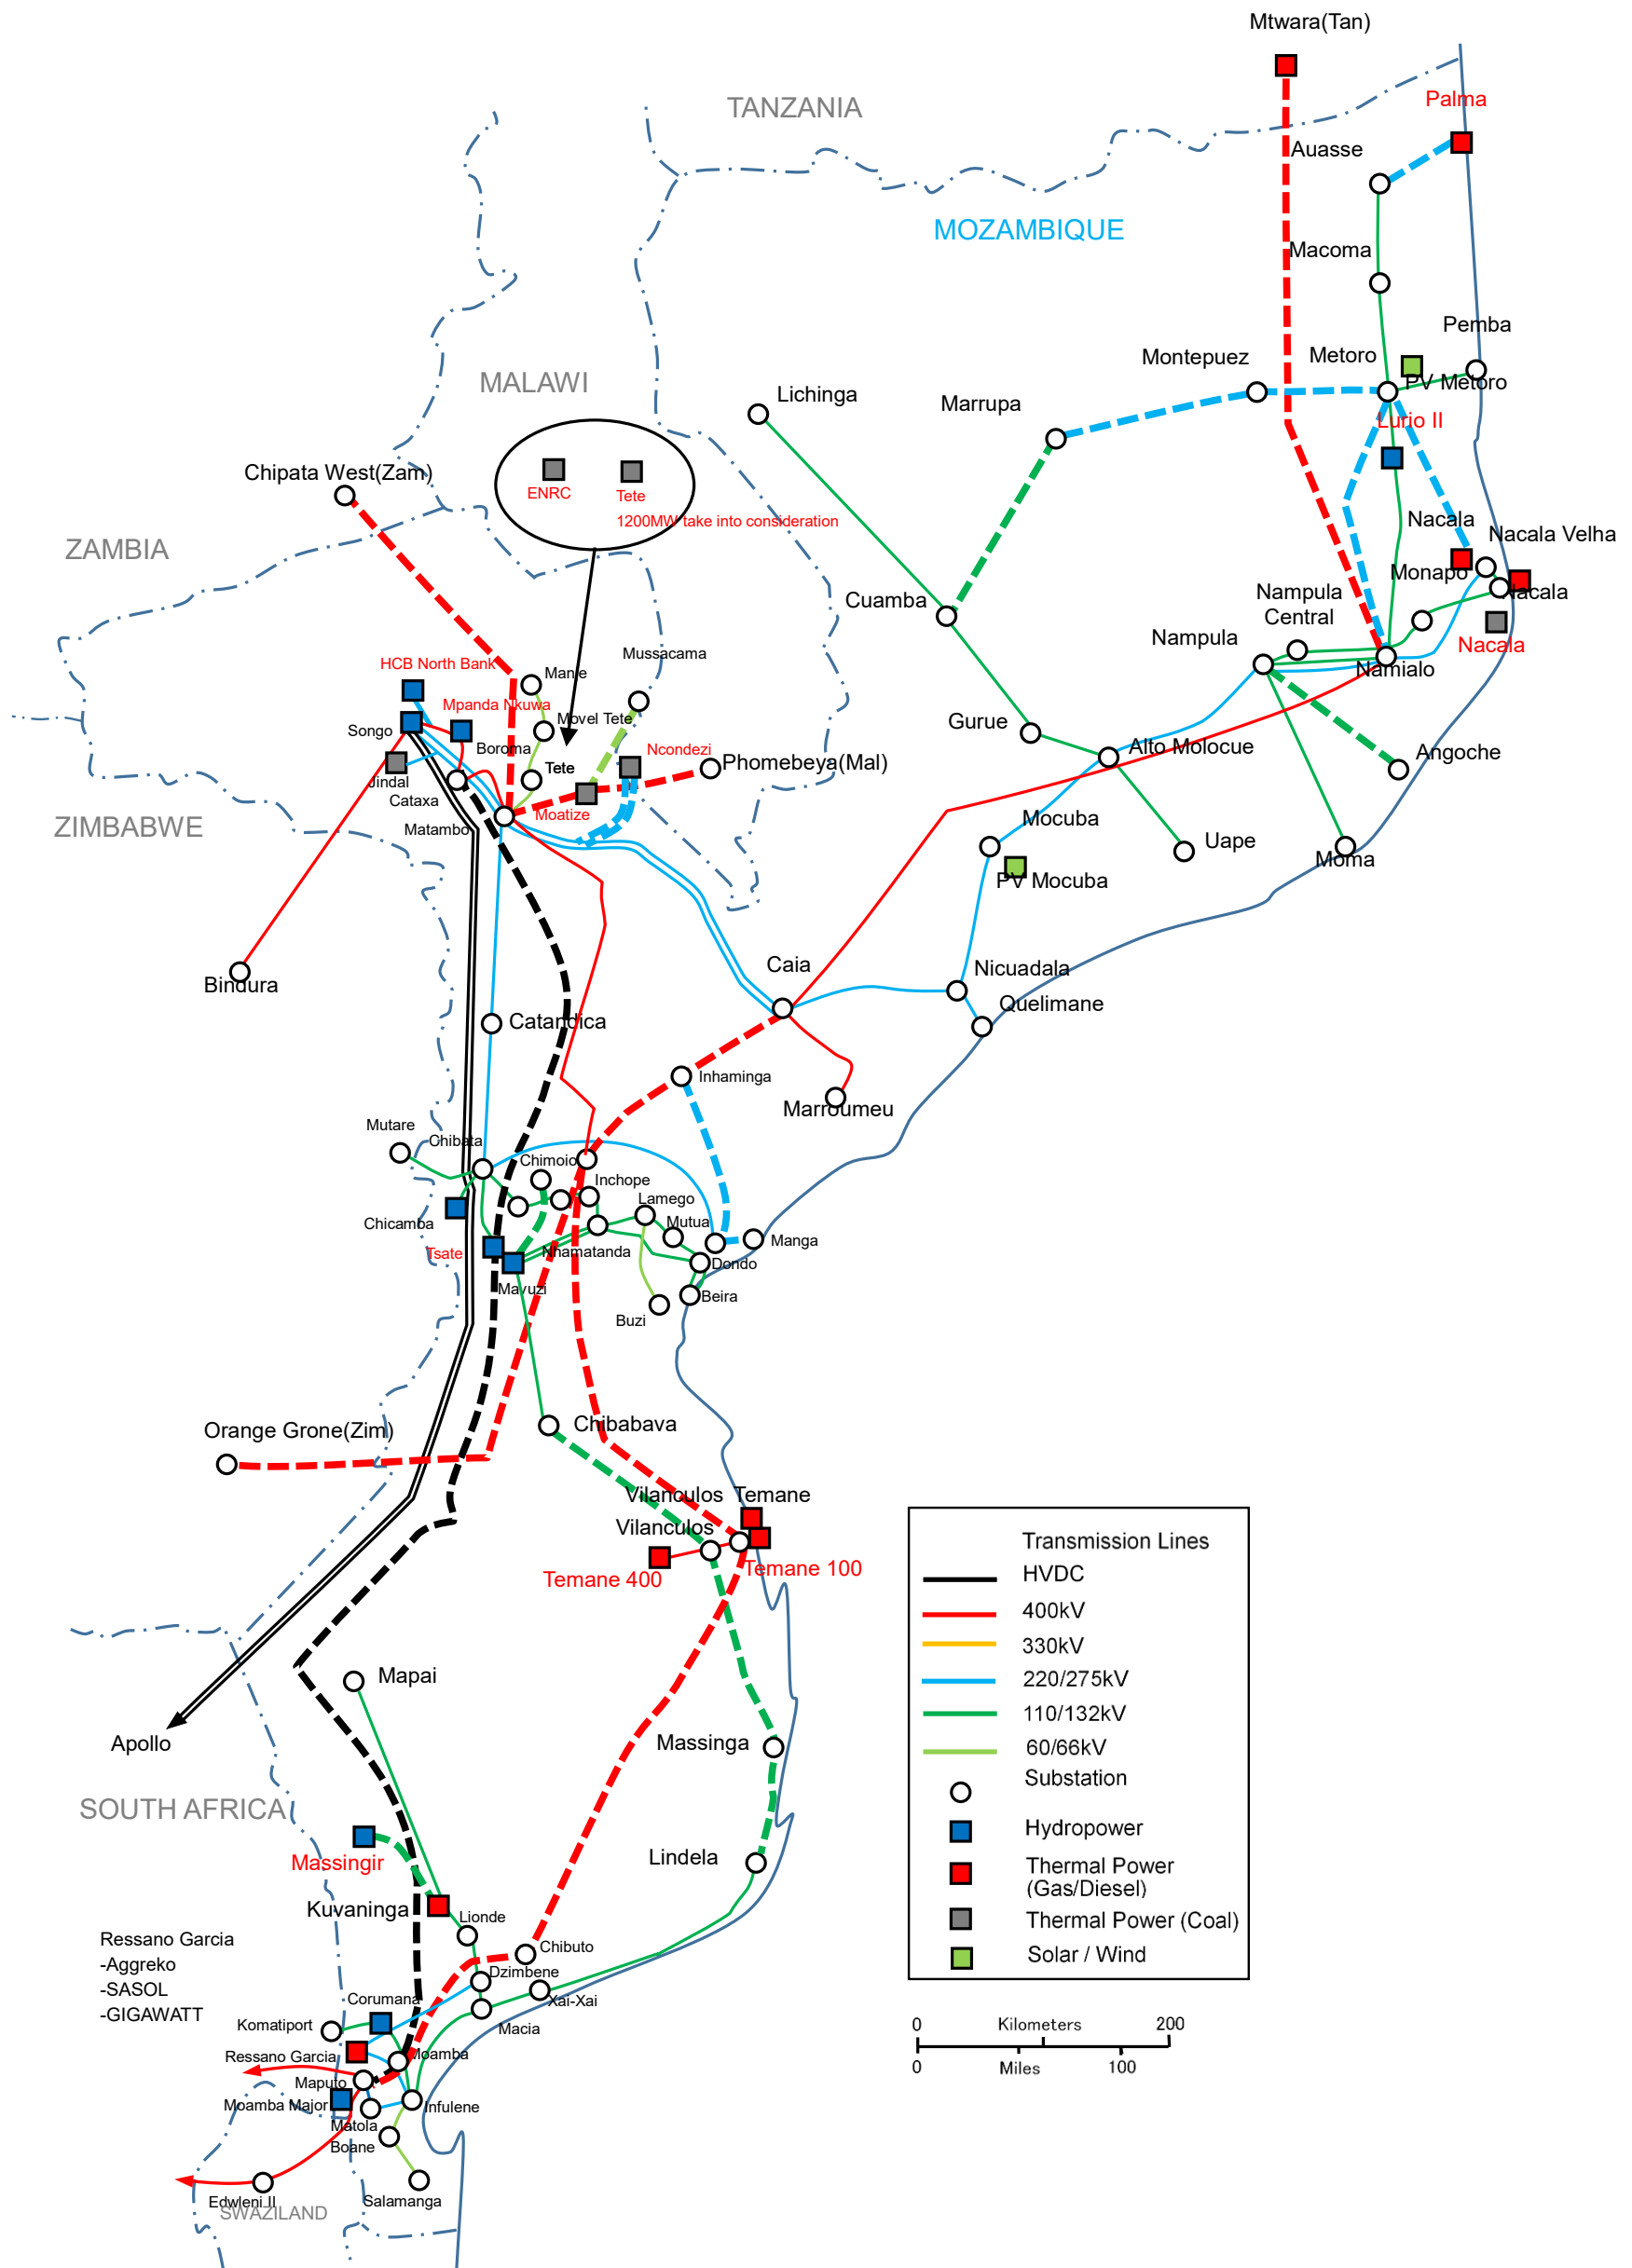 Mtwara(Tan)
Palma
TANZANIA
Auasse
MOZAMBIQUE
Macoma
Pemba
Montepuez
Metoro
PV Metoro
MALAWI
Lichinga
Marrupa
Lurio II
Chipata West(Zam)
ENRC
Tete
1200MW take into consideration
Nacala
Nacala Velha
ZAMBIA
Monapo
Nacala
Nampula
Central
Cuamba
Nampula
Nacala
Namialo
Mussacama
HCB North Bank
Manje
Mpanda Nkuwa
Movel Tete
Songo
Boroma
Ncondezi
Gurue
Alto Molocue
Angoche
Phomebeya(Mal)
Tete
Jindal
Cataxa
Moatize
Matambo
ZIMBABWE
Mocuba
Uape
Moma
PV Mocuba
Caia
Nicuadala
Bindura
Quelimane
Catandica
Inhaminga
Marroumeu
Mutare
Chibata
Chimoio
Inchope
Lamego
Chicamba
Mutua
Tsate
Nhamatanda
Manga
Dondo
Mavuzi
Beira
Buzi
Orange Grone(Zim)
Chibabava
Vilanculos
Temane
Vilanculos
Temane 400
Temane 100
Transmission Lines
HVDC
400kV
330kV
220/275kV
110/132kV
60/66kV
Substation
Hydropower
Thermal Power
(Gas/Diesel)
Thermal Power (Coal)
Solar / Wind
Mapai
Apollo
Massinga
SOUTH AFRICA
Massingir
Lindela
Kuvaninga
Lionde
Ressano Garcia
-Aggreko
-SASOL
-GIGAWATT
Chibuto
Dzimbene
Corumana
Xai-Xai
Komatiport
Macia
0 Kilometers 200
0 Miles 100
Ressano Garcia
Moamba
Maputo
Moamba Major
Infulene
Matola
Boane
Edwleni II
Salamanga
SWAZILAND